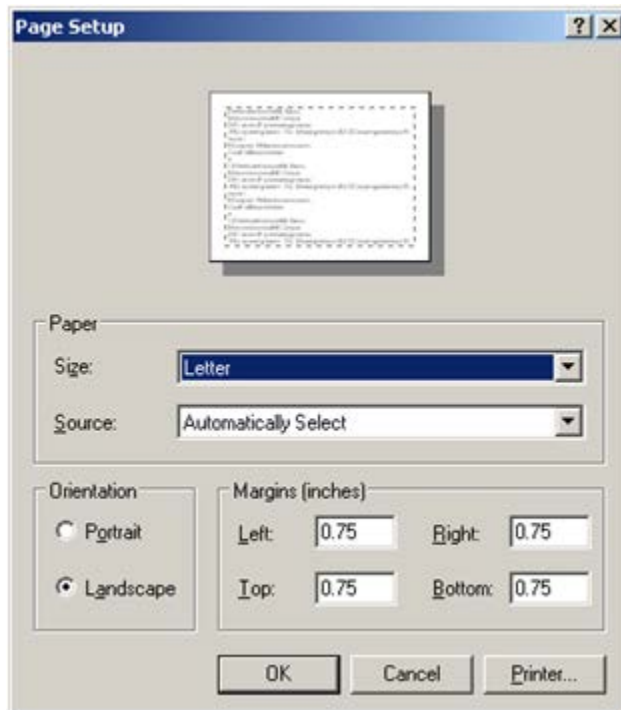 Page Setup
Paper
Size: Letter
Source: Automatically Select
Orientation
Portrait
Landscape
Margins (inches)
Left: 0.75 Right: 0.75
Top: 0.75 Bottom: 0.75
OK Cancel Printer...